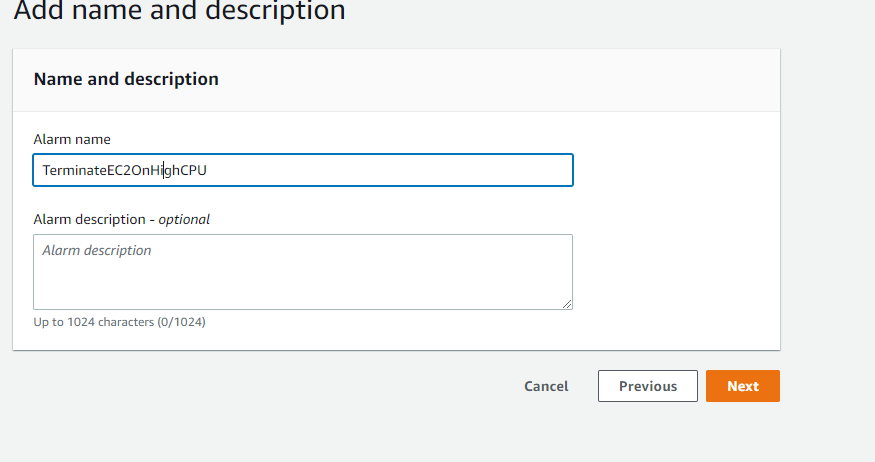 Add name and description
Name and description
Alarm name
TerminateEC2OnHighCPU
Alarm description - optional
Alarm description
Up to 1024 characters (0/1024)
Cancel Previous Next